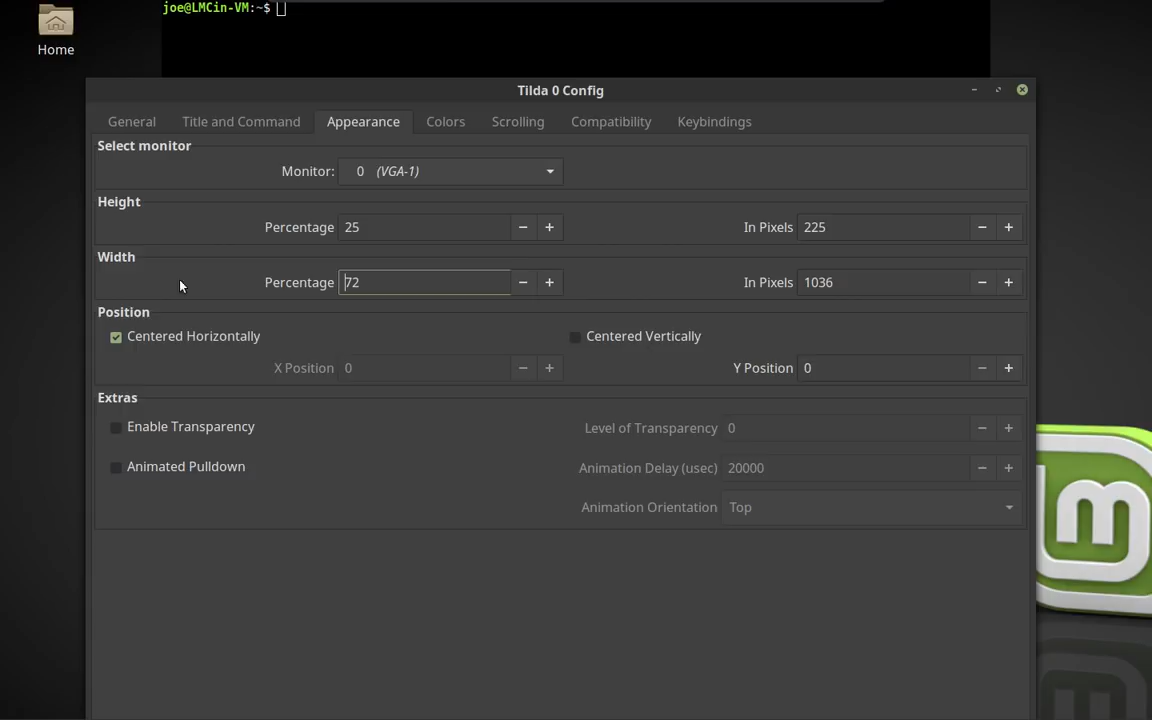 joe@LMCin-VM:~$
Home
Tilda 0 Config
General Title and Command Appearance Colors Scrolling Compatibility Keybindings
Select monitor
Monitor: 0 (VGA-1)
Height
Percentage 25 − + In Pixels 225 − +
Width
Percentage 72 − + In Pixels 1036 − +
Position
Centered Horizontally Centered Vertically
X Position 0 − + Y Position 0 − +
Extras
Enable Transparency Level of Transparency 0 − +
Animated Pulldown Animation Delay (usec) 20000 − +
Animation Orientation Top